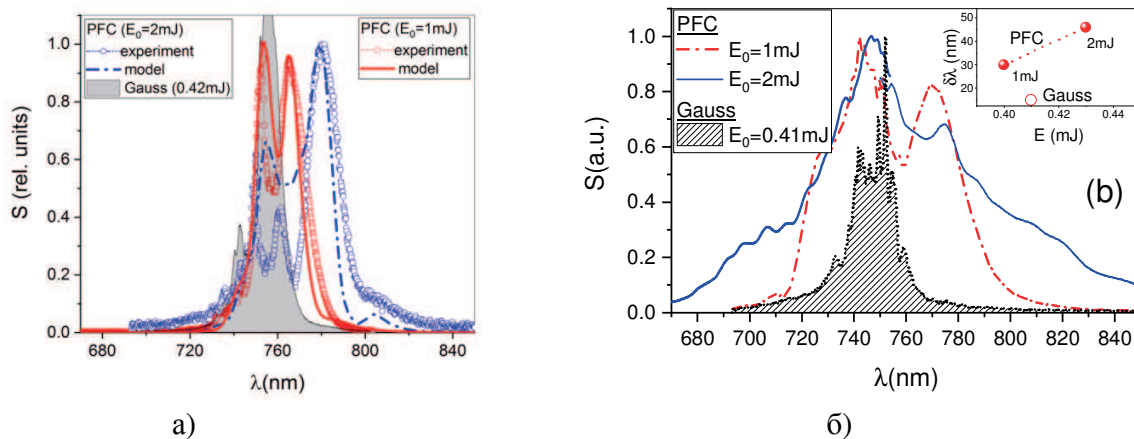 PFC (E₀=2mJ)
experiment
model
Gauss (0.42mJ)
PFC (E₀=1mJ)
experiment
model
S (rel. units)
1.0
0.8
0.6
0.4
0.2
0.0
680 720 760 800 840
λ(nm)
а)
PFC
E₀=1mJ
E₀=2mJ
Gauss
E₀=0.41mJ
δλ (nm)
50
40
30
20
PFC
1mJ
2mJ
Gauss
0.40 0.42 0.44
E (mJ)
(b)
S(a.u.)
1.0
0.8
0.6
0.4
0.2
0.0
680 700 720 740 760 780 800 820 840
λ(nm)
б)